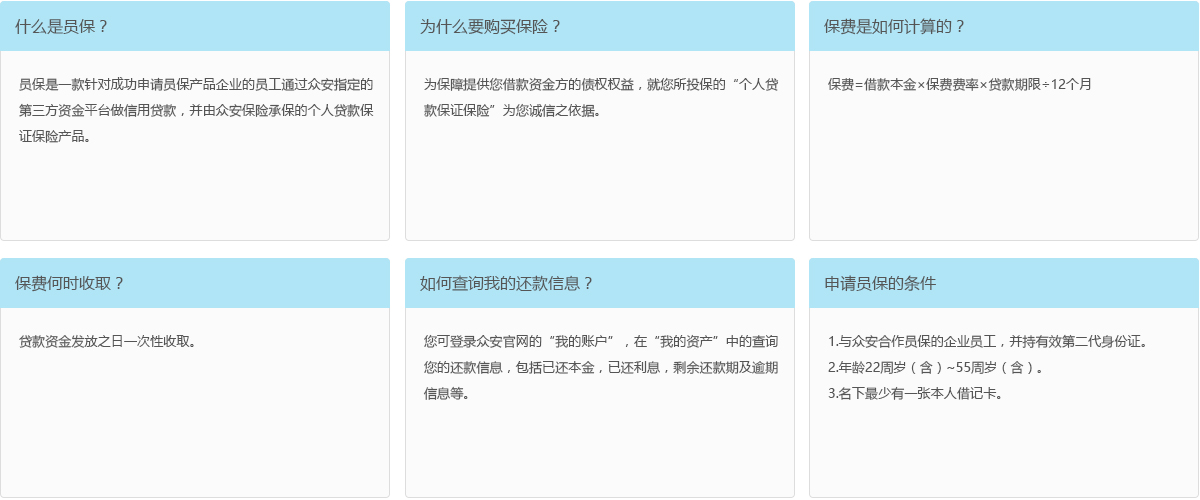 什么是员保？
员保是一款针对成功申请员保产品企业的员工通过众安指定的
第三方资金平台做信用贷款，并由众安保险承保的个人贷款保
证保险产品。
为什么要购买保险？
为保障提供您借款资金方的债权权益，就您所投保的“个人贷
款保证保险”为您诚信之依据。
保费是如何计算的？
保费=借款本金×保费费率×贷款期限÷12个月
保费何时收取？
贷款资金发放之日一次性收取。
如何查询我的还款信息？
您可登录众安官网的“我的账户”，在“我的资产”中的查询
您的还款信息，包括已还本金，已还利息，剩余还款期及逾期
信息等。
申请员保的条件
1.与众安合作员保的企业员工，并持有效第二代身份证。
2.年龄22周岁（含）~55周岁（含）。
3.名下最少有一张本人借记卡。